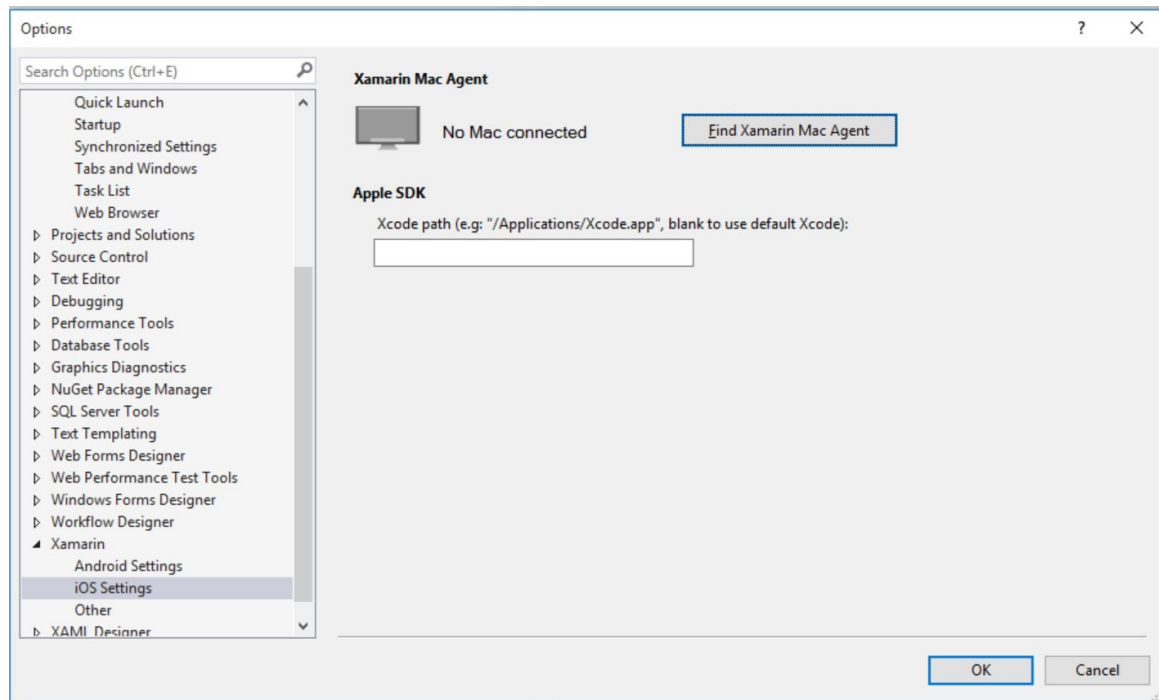 Options
?
Search Options (Ctrl+E)
Quick Launch
Startup
Synchronized Settings
Tabs and Windows
Task List
Web Browser
Projects and Solutions
Source Control
Text Editor
Debugging
Performance Tools
Database Tools
Graphics Diagnostics
NuGet Package Manager
SQL Server Tools
Text Templating
Web Forms Designer
Web Performance Test Tools
Windows Forms Designer
Workflow Designer
Xamarin
Android Settings
iOS Settings
Other
XAML Designer
Xamarin Mac Agent
No Mac connected
Find Xamarin Mac Agent
Apple SDK
Xcode path (e.g: "/Applications/Xcode.app", blank to use default Xcode):
OK
Cancel